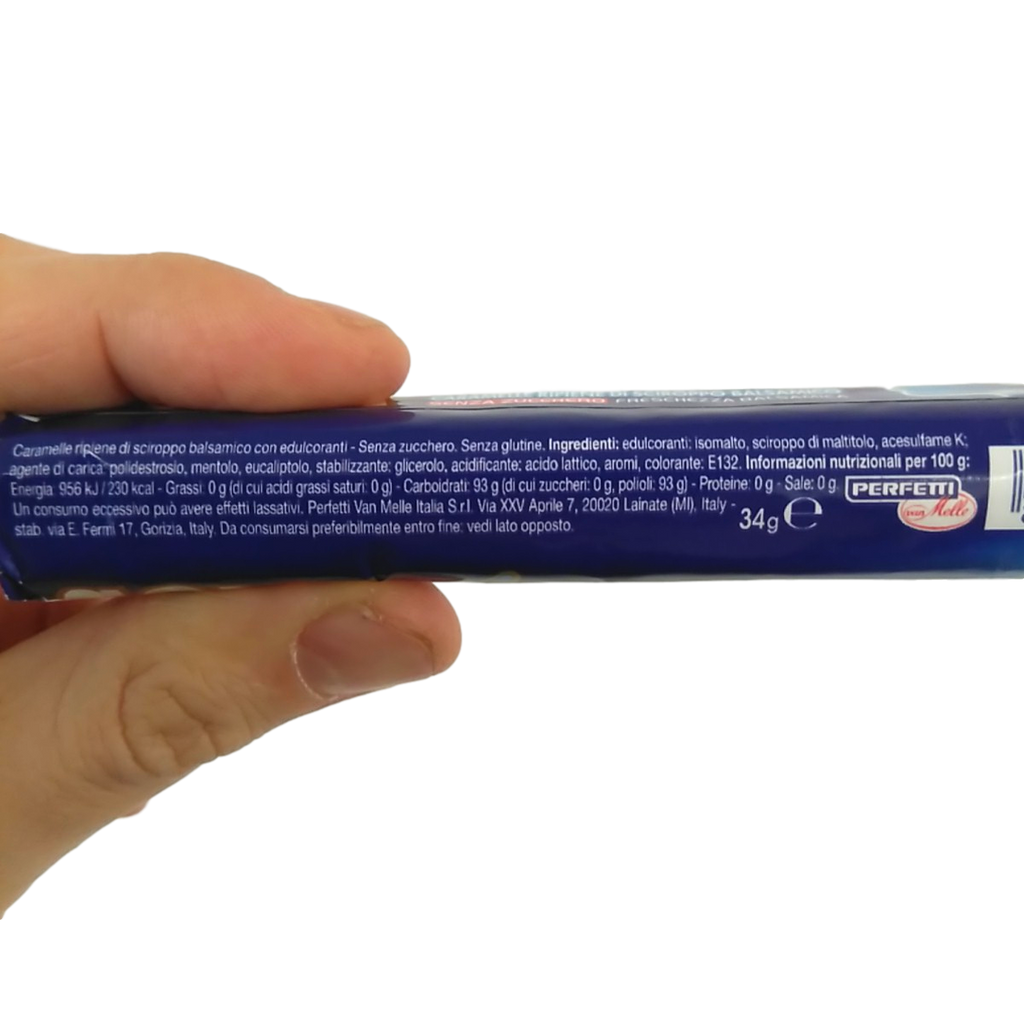 SENZA ZUCCHERO FRESCHEZZA BALSAMICA
Caramelle ripiene di sciroppo balsamico con edulcoranti - Senza zucchero. Senza glutine. Ingredienti: edulcoranti: isomalto, sciroppo di maltitolo, acesulfame K;
agente di carica: polidestrosio, mentolo, eucaliptolo, stabilizzante: glicerolo, acidificante: acido lattico, aromi, colorante: E132. Informazioni nutrizionali per 100 g:
Energia: 956 kJ / 230 kcal - Grassi: 0 g (di cui acidi grassi saturi: 0 g) - Carboidrati: 93 g (di cui zuccheri: 0 g, polioli: 93 g) - Proteine: 0 g - Sale: 0 g.
Un consumo eccessivo può avere effetti lassativi. Perfetti Van Melle Italia S.r.l. Via XXV Aprile 7, 20020 Lainate (MI), Italy -
stab. via E. Fermi 17, Gorizia, Italy. Da consumarsi preferibilmente entro fine: vedi lato opposto.
34g e
PERFETTI
van Melle